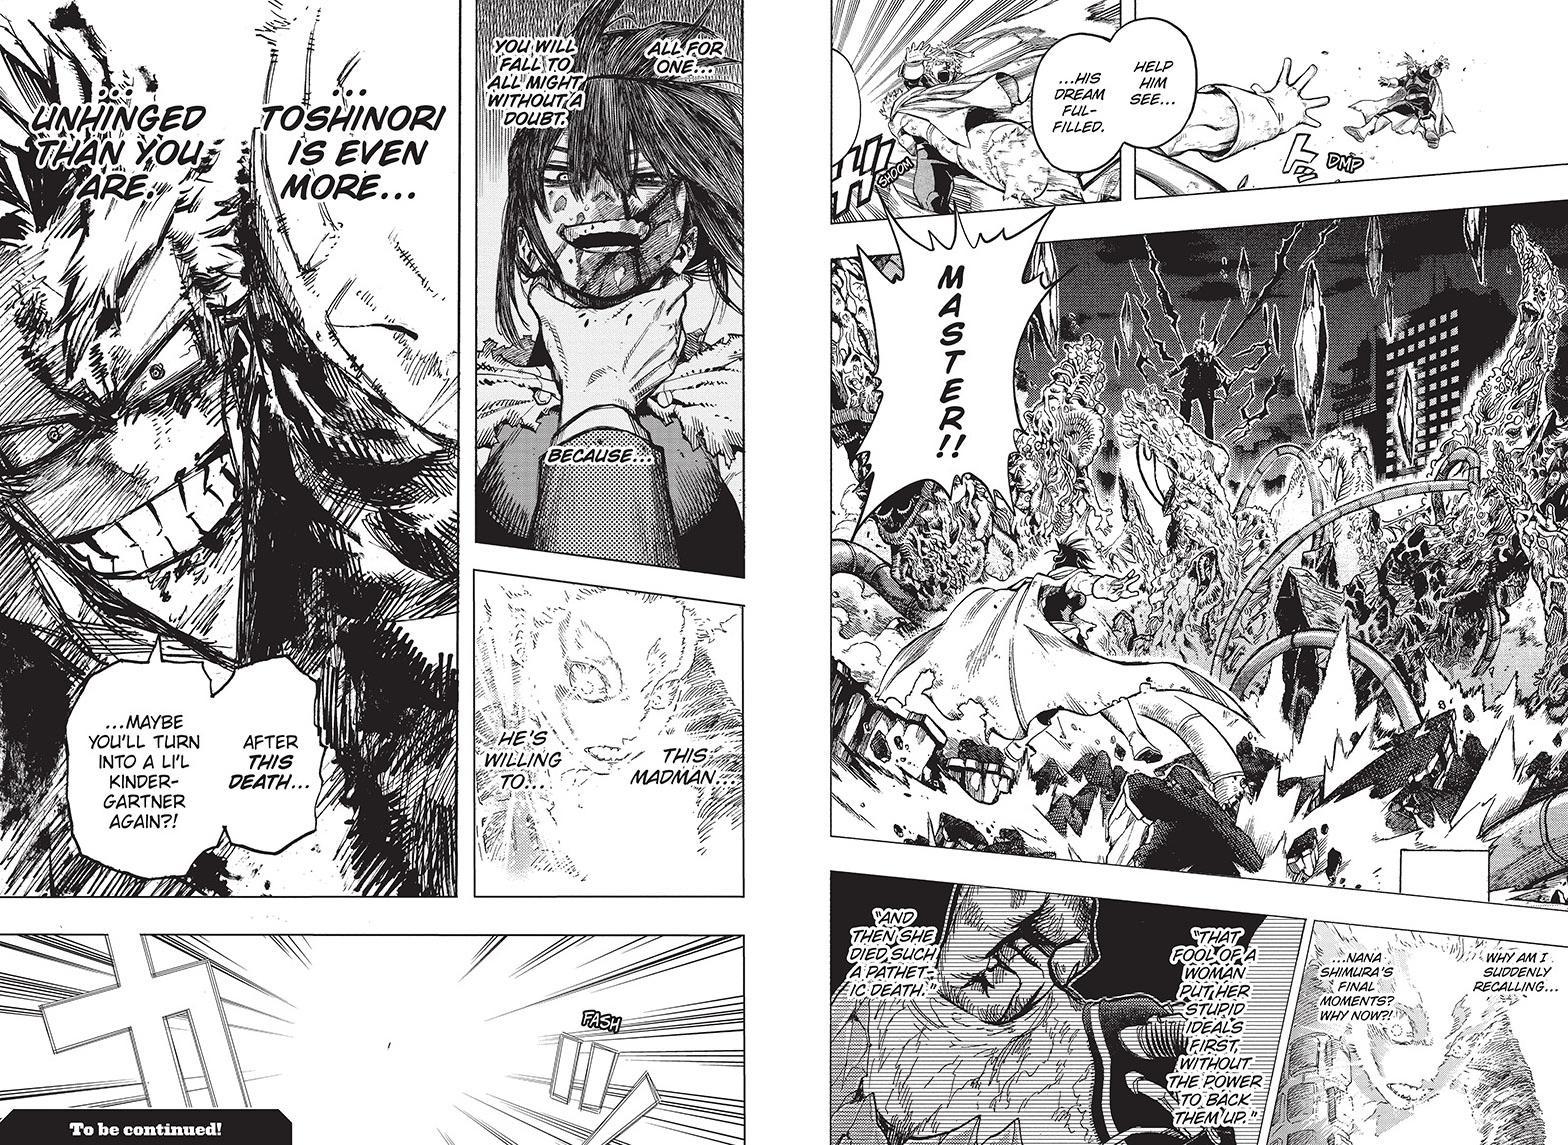 HELP
HIM
SEE...
...HIS
DREAM
FUL-
FILLED.
ドッ
DMP
SHOOM
MASTER!!
WHY AM I
SUDDENLY
RECALLING...
...NANA
SHIMURA'S
FINAL
MOMENTS?
WHY NOW?!
"THAT
FOOL OF A
WOMAN
PUT HER
STUPID
IDEALS
FIRST,
WITHOUT
THE POWER
TO BACK
THEM UP."
"AND
THEN SHE
DIED SUCH
A PATHET-
IC DEATH."
ALL FOR
ONE...
YOU WILL
FALL TO
ALL MIGHT
WITHOUT A
DOUBT.
BECAUSE...
THIS
MADMAN...
HE'S
WILLING
TO...
...
TOSHINORI
IS EVEN
MORE...
...
UNHINGED
THAN YOU
ARE.
AFTER
THIS
DEATH...
...MAYBE
YOU'LL TURN
INTO A LI'L
KINDER-
GARTNER
AGAIN?!
カッ
FASH
To be continued!